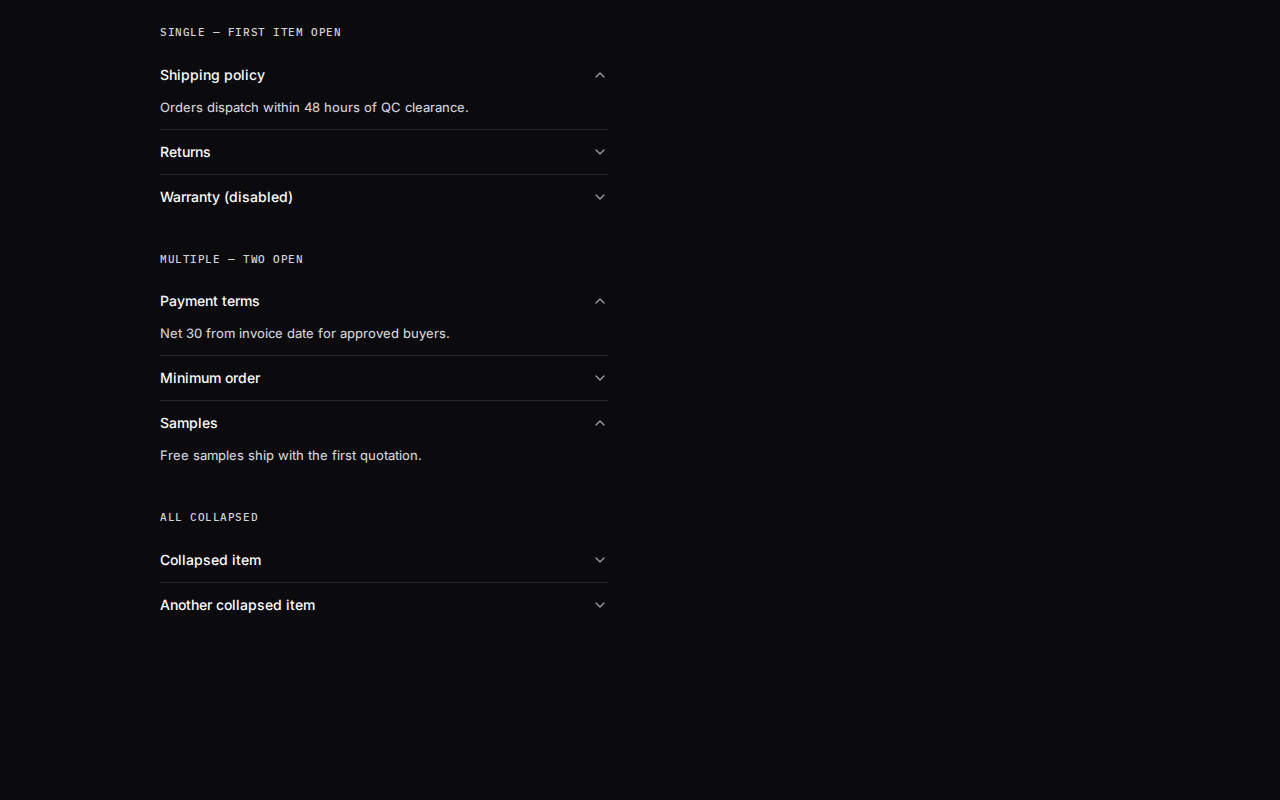 SINGLE — FIRST ITEM OPEN
Shipping policy
Orders dispatch within 48 hours of QC clearance.
Returns
Warranty (disabled)
MULTIPLE — TWO OPEN
Payment terms
Net 30 from invoice date for approved buyers.
Minimum order
Samples
Free samples ship with the first quotation.
ALL COLLAPSED
Collapsed item
Another collapsed item